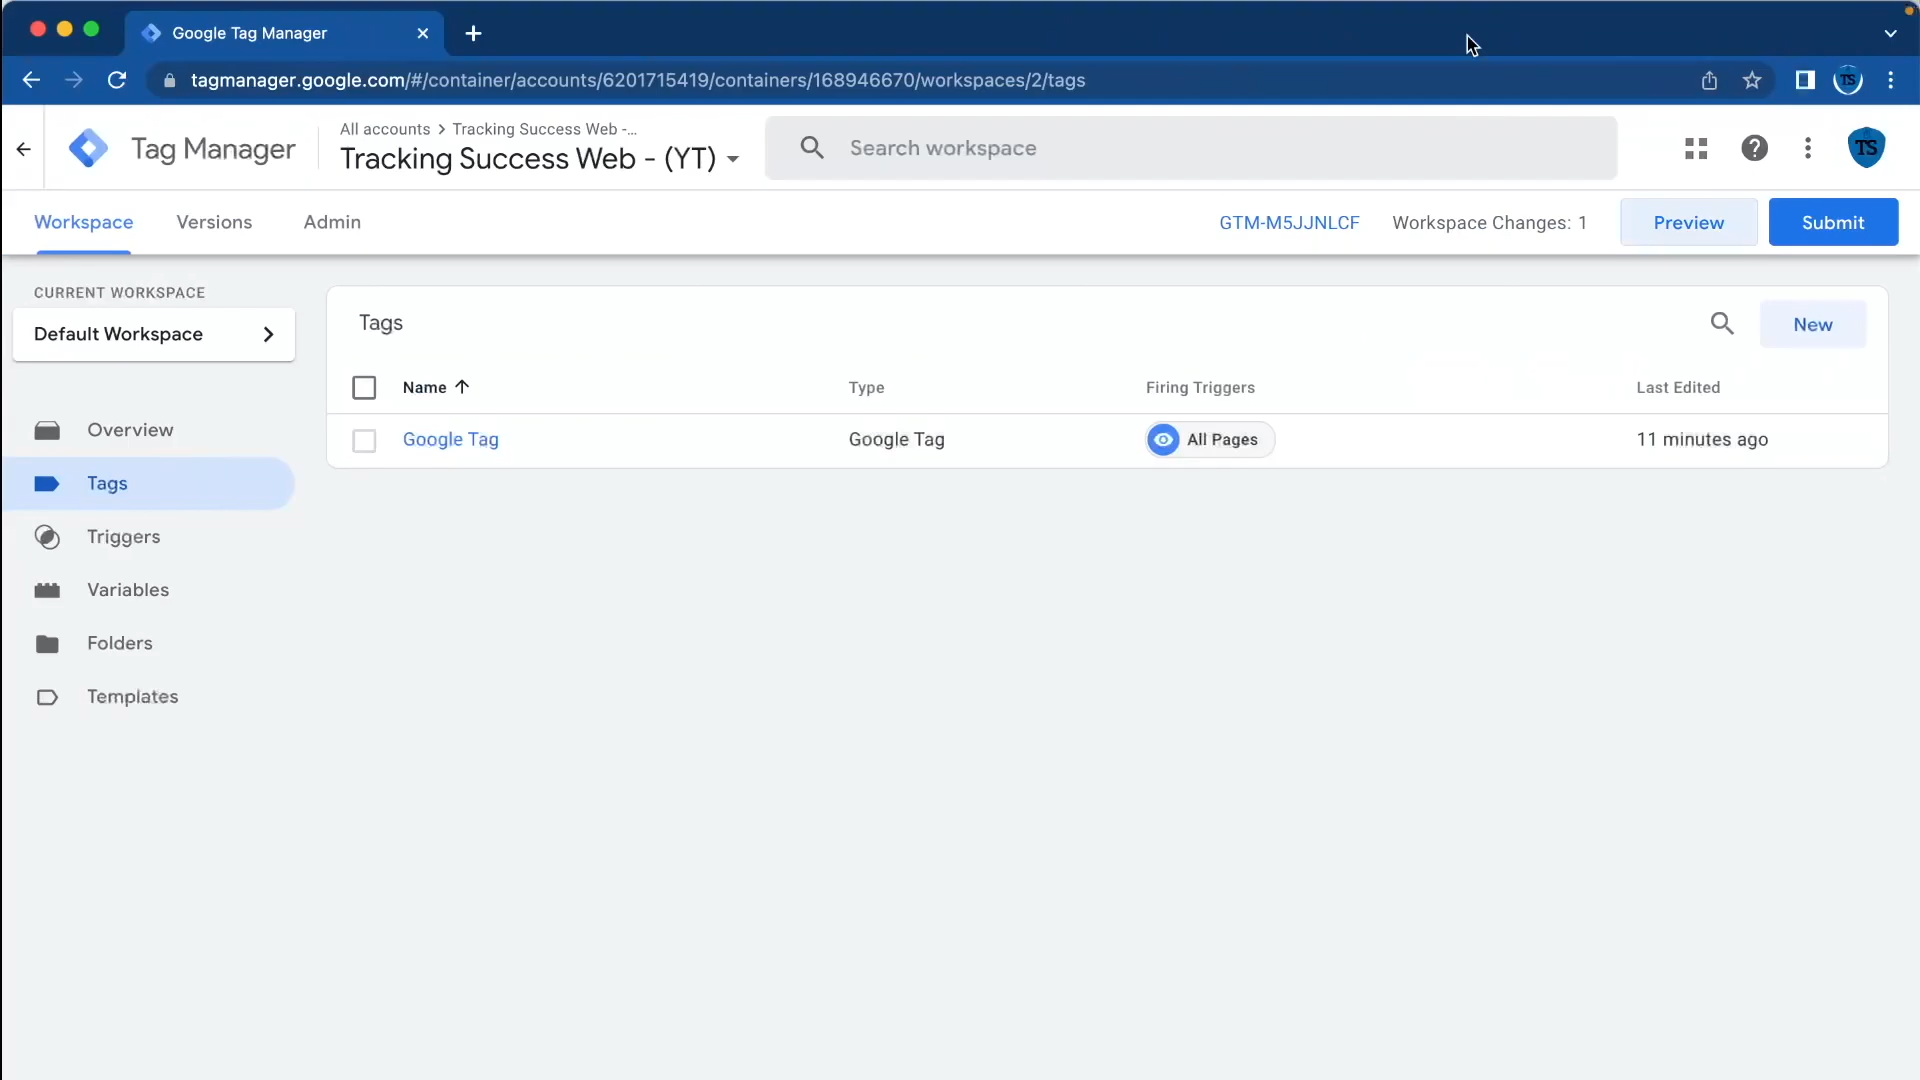 Google Tag Manager
tagmanager.google.com/#/container/accounts/6201715419/containers/168946670/workspaces/2/tags
TS
Tag Manager
All accounts > Tracking Success Web -...
Tracking Success Web - (YT)
Search workspace
TS
Workspace
Versions
Admin
GTM-M5JJNLCF
Workspace Changes: 1
Preview
Submit
CURRENT WORKSPACE
Default Workspace
Overview
Tags
Triggers
Variables
Folders
Templates
Tags
New
Name Type Firing Triggers Last Edited
Google Tag Google Tag All Pages 11 minutes ago